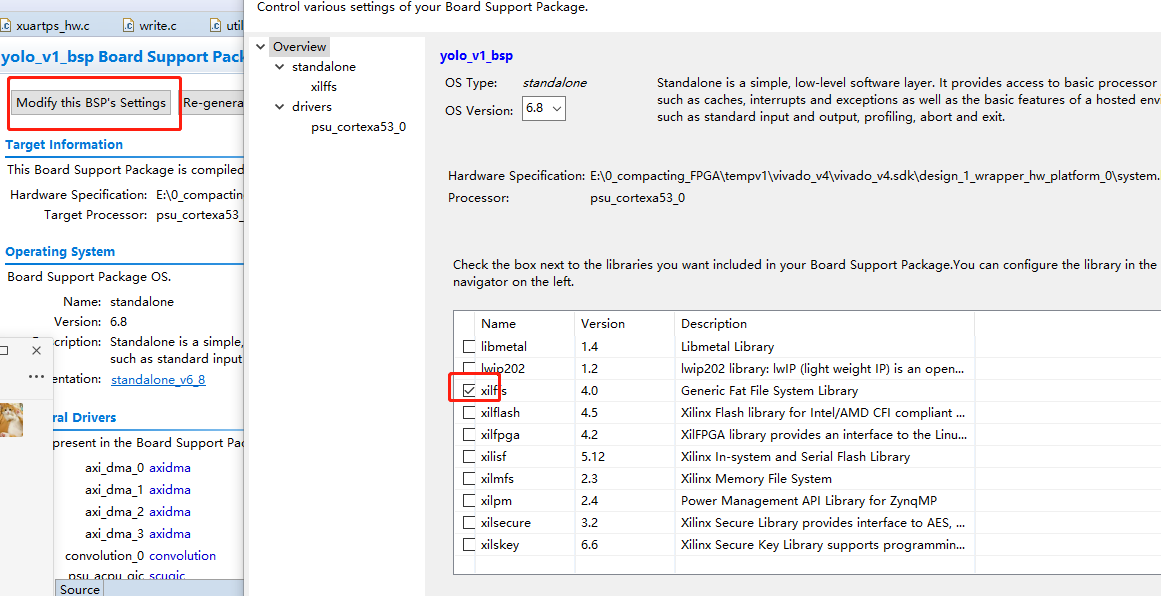 Control various settings of your Board Support Package.
xuartps_hw.c
write.c
yolo_v1_bsp Board Support Pack
Modify this BSP's Settings
Re-genera
Target Information
This Board Support Package is compiled
Hardware Specification: E:\0_compacting
Target Processor: psu_cortexa53_
Operating System
Board Support Package OS.
Name: standalone
Version: 6.8
Standalone is a simple,
such as standard input
standalone_v6_8
Drivers
present in the Board Support Pac
axi_dma_0 axidma
axi_dma_1 axidma
axi_dma_2 axidma
axi_dma_3 axidma
convolution_0 convolution
psu_acpu_gic scugic
Source
Overview
standalone
xilffs
drivers
psu_cortexa53_0
yolo_v1_bsp
OS Type: standalone
OS Version: 6.8
Standalone is a simple, low-level software layer. It provides access to basic processor
such as caches, interrupts and exceptions as well as the basic features of a hosted env
such as standard input and output, profiling, abort and exit.
Hardware Specification: E:\0_compacting_FPGA\tempv1\vivado_v4\vivado_v4.sdk\design_1_wrapper_hw_platform_0\system.
Processor: psu_cortexa53_0
Check the box next to the libraries you want included in your Board Support Package.You can configure the library in the
navigator on the left.
Name Version Description
libmetal 1.4 Libmetal Library
lwip202 1.2 lwip202 library: lwIP (light weight IP) is an open...
xilffs 4.0 Generic Fat File System Library
xilflash 4.5 Xilinx Flash library for Intel/AMD CFI compliant ...
xilfpga 4.2 XilFPGA library provides an interface to the Linu...
xilisf 5.12 Xilinx In-system and Serial Flash Library
xilmfs 2.3 Xilinx Memory File System
xilpm 2.4 Power Management API Library for ZynqMP
xilsecure 3.2 Xilinx Secure Library provides interface to AES, ...
xilskey 6.6 Xilinx Secure Key Library supports programmin...